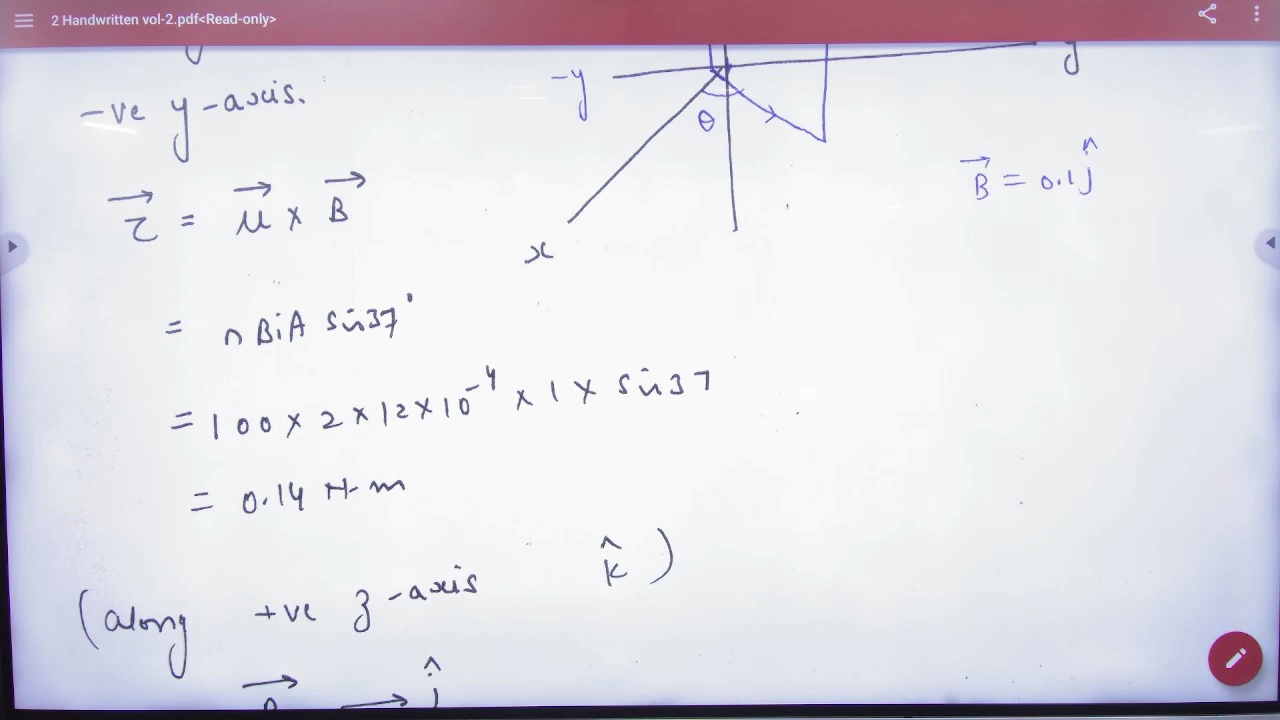 2 Handwritten vol-2.pdf<Read-only>
-y
y
-ve y-axis.
θ
B⃗ = 0.1ĵ
τ⃗ = μ⃗ × B⃗
x
= nBiA sin37°
= 100 × 2 × 12 × 10⁻⁴ × 1 × sin37
= 0.14 N-m
(along +ve z-axis k̂)
ĵ